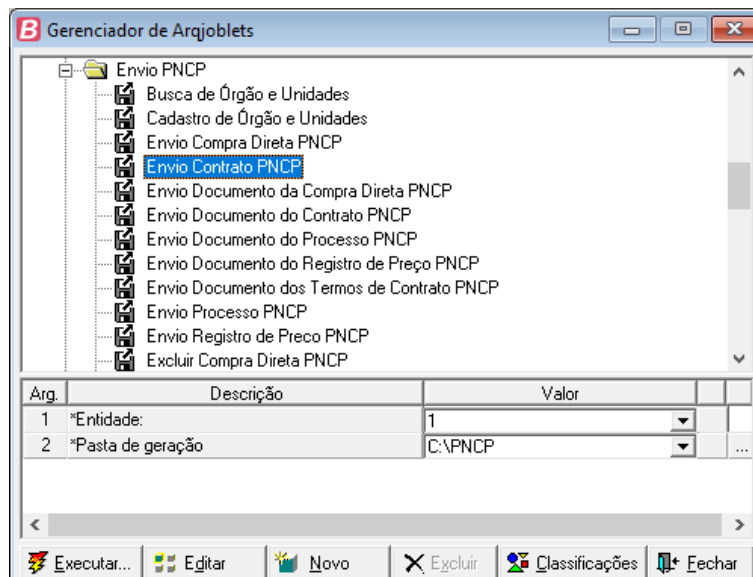 B Gerenciador de Arqjoblets
Envio PNCP
Busca de Órgão e Unidades
Cadastro de Órgão e Unidades
Envio Compra Direta PNCP
Envio Contrato PNCP
Envio Documento da Compra Direta PNCP
Envio Documento do Contrato PNCP
Envio Documento do Processo PNCP
Envio Documento do Registro de Preço PNCP
Envio Documento dos Termos de Contrato PNCP
Envio Processo PNCP
Envio Registro de Preco PNCP
Excluir Compra Direta PNCP
Arg. Descrição Valor
1 *Entidade: 1
2 *Pasta de geração C:\PNCP ...
Executar... Editar Novo Excluir Classificações Fechar